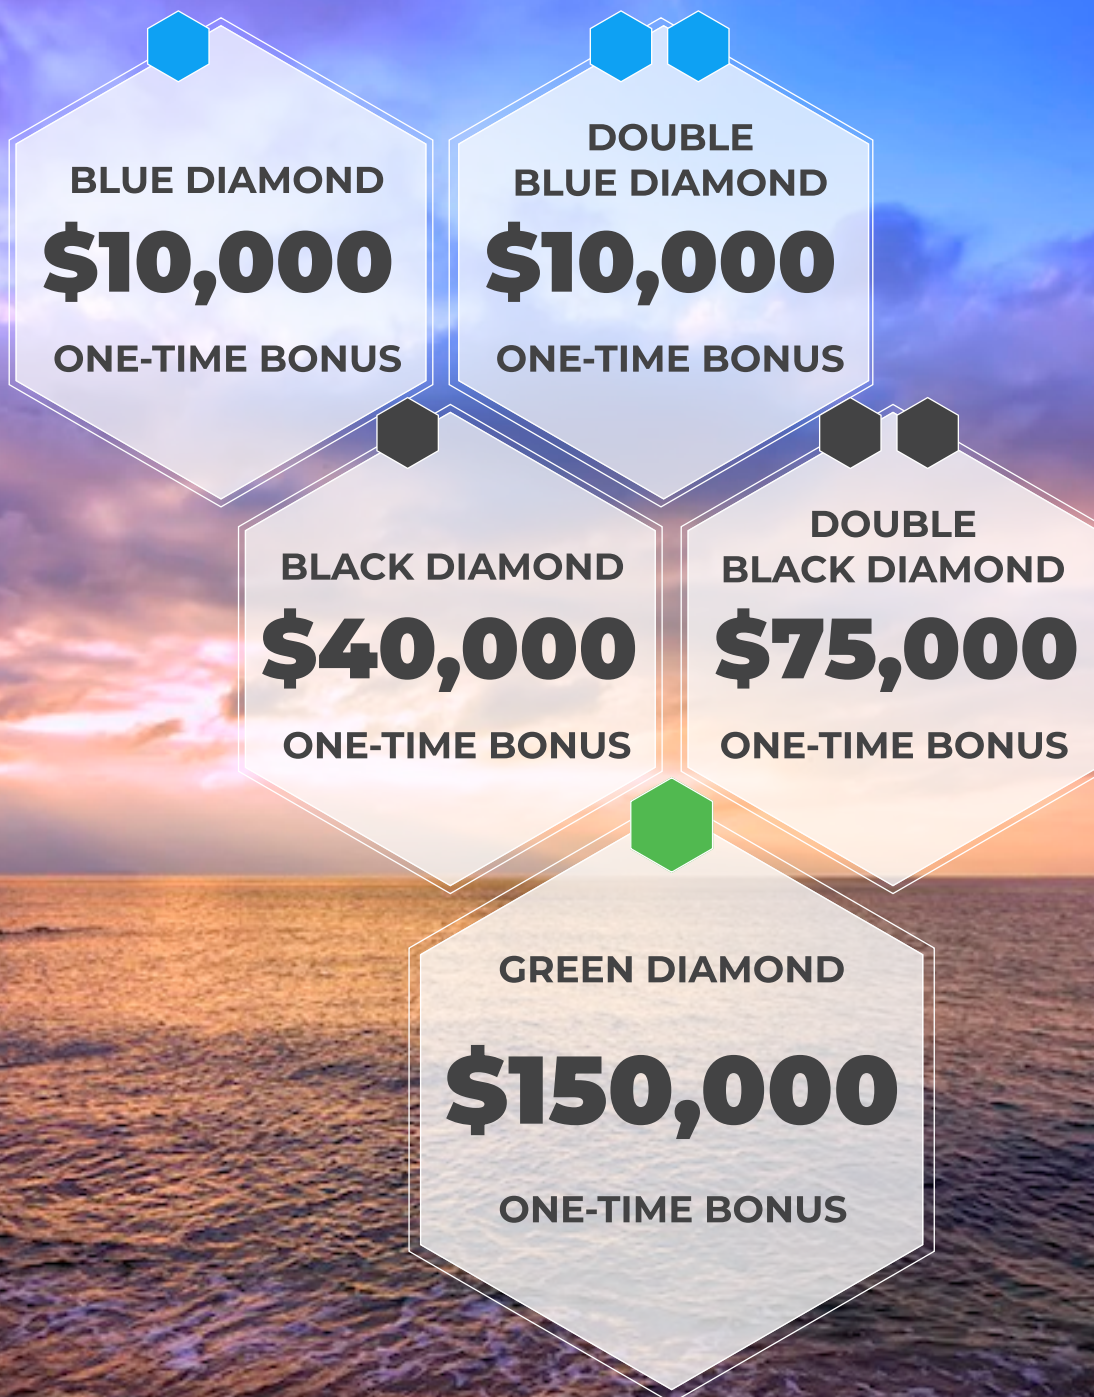 BLUE DIAMOND
$10,000
ONE-TIME BONUS
DOUBLE
BLUE DIAMOND
$10,000
ONE-TIME BONUS
BLACK DIAMOND
$40,000
ONE-TIME BONUS
DOUBLE
BLACK DIAMOND
$75,000
ONE-TIME BONUS
GREEN DIAMOND
$150,000
ONE-TIME BONUS